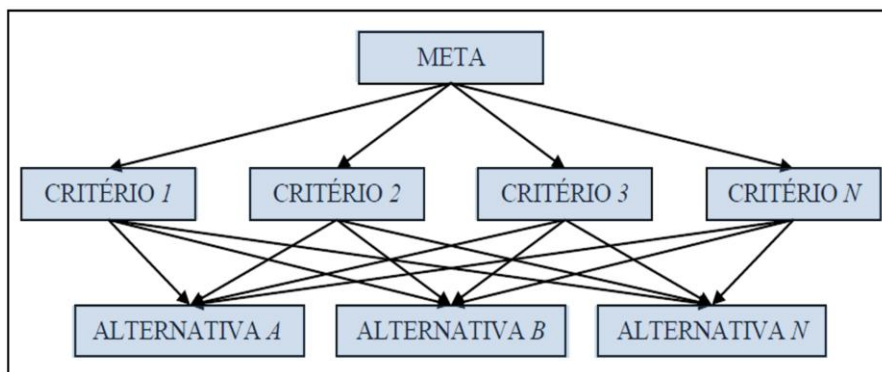 META
CRITÉRIO 1
CRITÉRIO 2
CRITÉRIO 3
CRITÉRIO N
ALTERNATIVA A
ALTERNATIVA B
ALTERNATIVA N